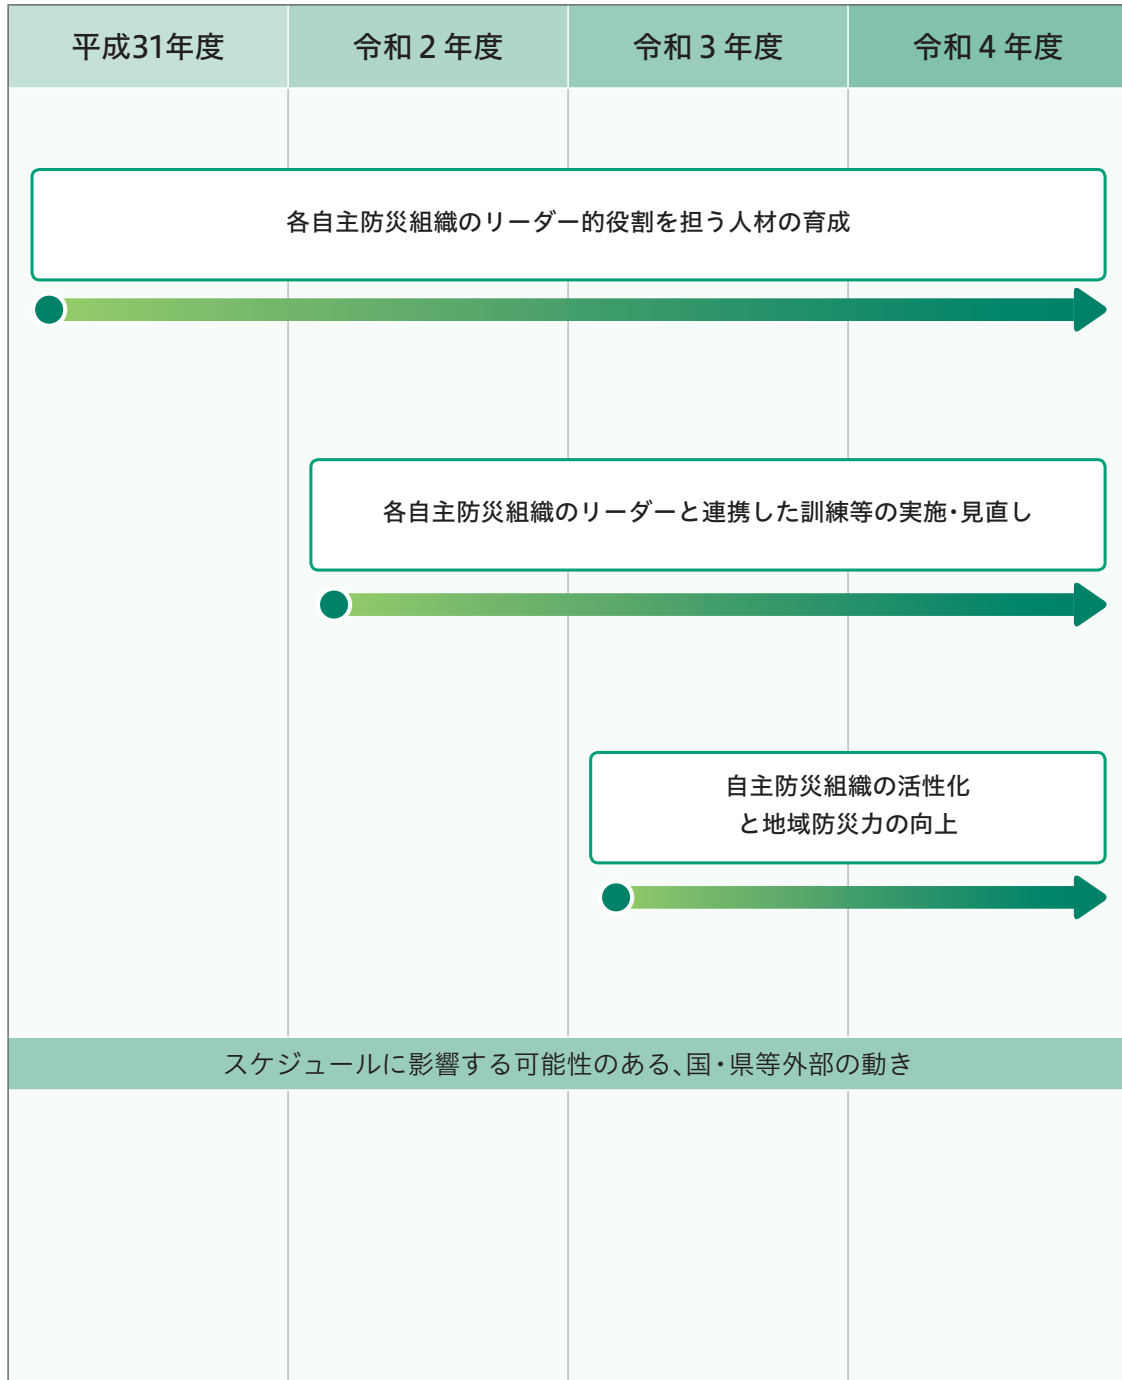 平成31年度 令和２年度 令和３年度 令和４年度
各自主防災組織のリーダー的役割を担う人材の育成
各自主防災組織のリーダーと連携した訓練等の実施・見直し
自主防災組織の活性化
と地域防災力の向上
スケジュールに影響する可能性のある、国・県等外部の動き